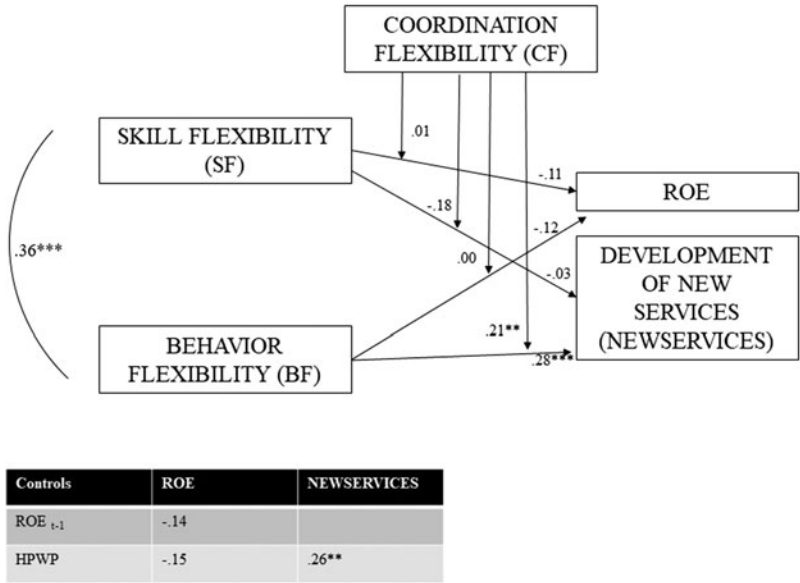 COORDINATION
FLEXIBILITY (CF)
SKILL FLEXIBILITY
(SF)
.01
-.11
ROE
-.18
-.12
.36***
.00
-.03
DEVELOPMENT
OF NEW
SERVICES
(NEWSERVICES)
BEHAVIOR
FLEXIBILITY (BF)
.21**
.28***
Controls ROE NEWSERVICES
ROE t-1 -.14
HPWP -.15 .26**